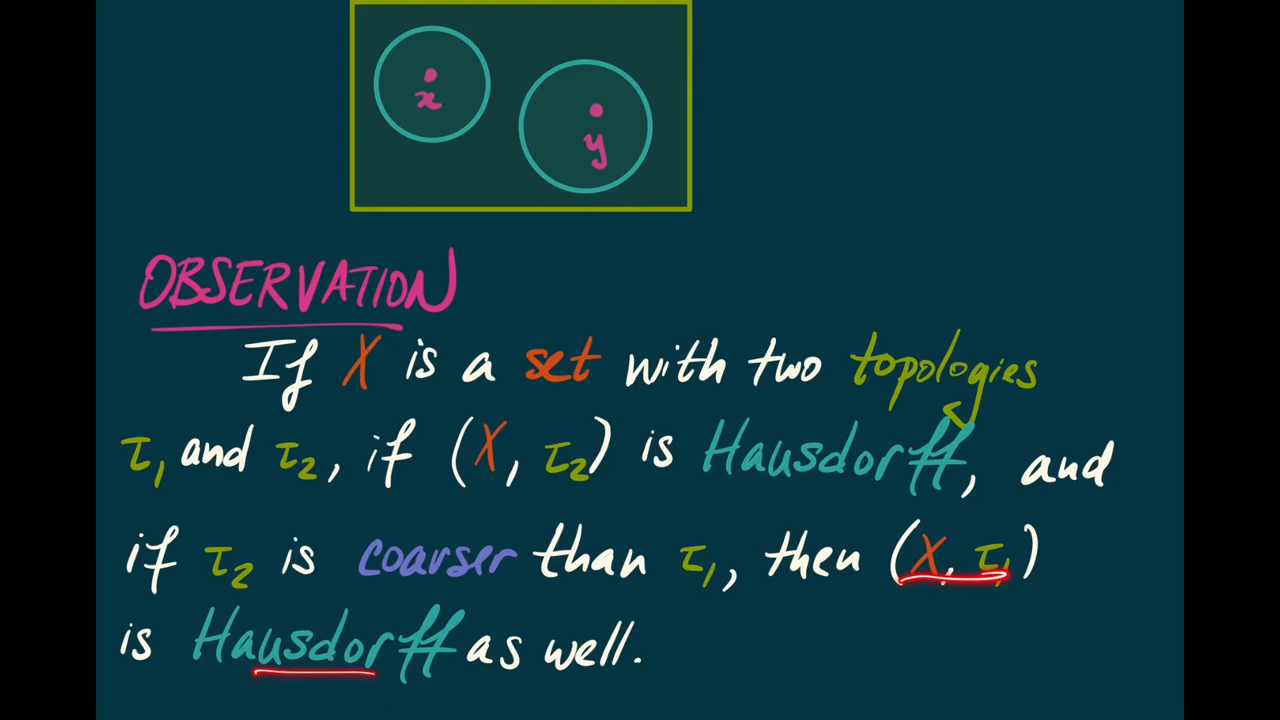 x
y
OBSERVATION
If X is a set with two topologies
τ₁ and τ₂, if (X, τ₂) is Hausdorff, and
if τ₂ is coarser than τ₁, then (X, τ₁)
is Hausdorff as well.